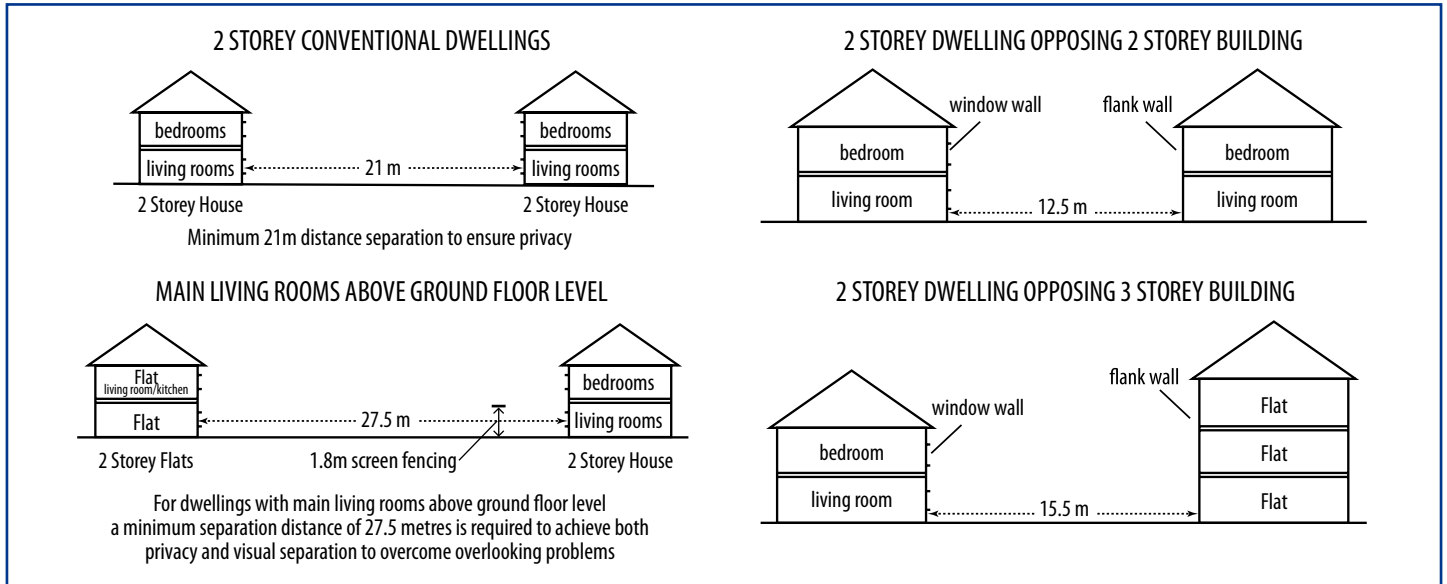 2 STOREY CONVENTIONAL DWELLINGS
bedrooms
bedrooms
living rooms
21 m
living rooms
2 Storey House
2 Storey House
Minimum 21m distance separation to ensure privacy
2 STOREY DWELLING OPPOSING 2 STOREY BUILDING
window wall
flank wall
bedroom
bedroom
living room
12.5 m
living room
MAIN LIVING ROOMS ABOVE GROUND FLOOR LEVEL
Flat
living room/kitchen
bedrooms
Flat
27.5 m
living rooms
2 Storey Flats
1.8m screen fencing
2 Storey House
For dwellings with main living rooms above ground floor level
a minimum separation distance of 27.5 metres is required to achieve both
privacy and visual separation to overcome overlooking problems
2 STOREY DWELLING OPPOSING 3 STOREY BUILDING
flank wall
window wall
Flat
bedroom
Flat
living room
15.5 m
Flat